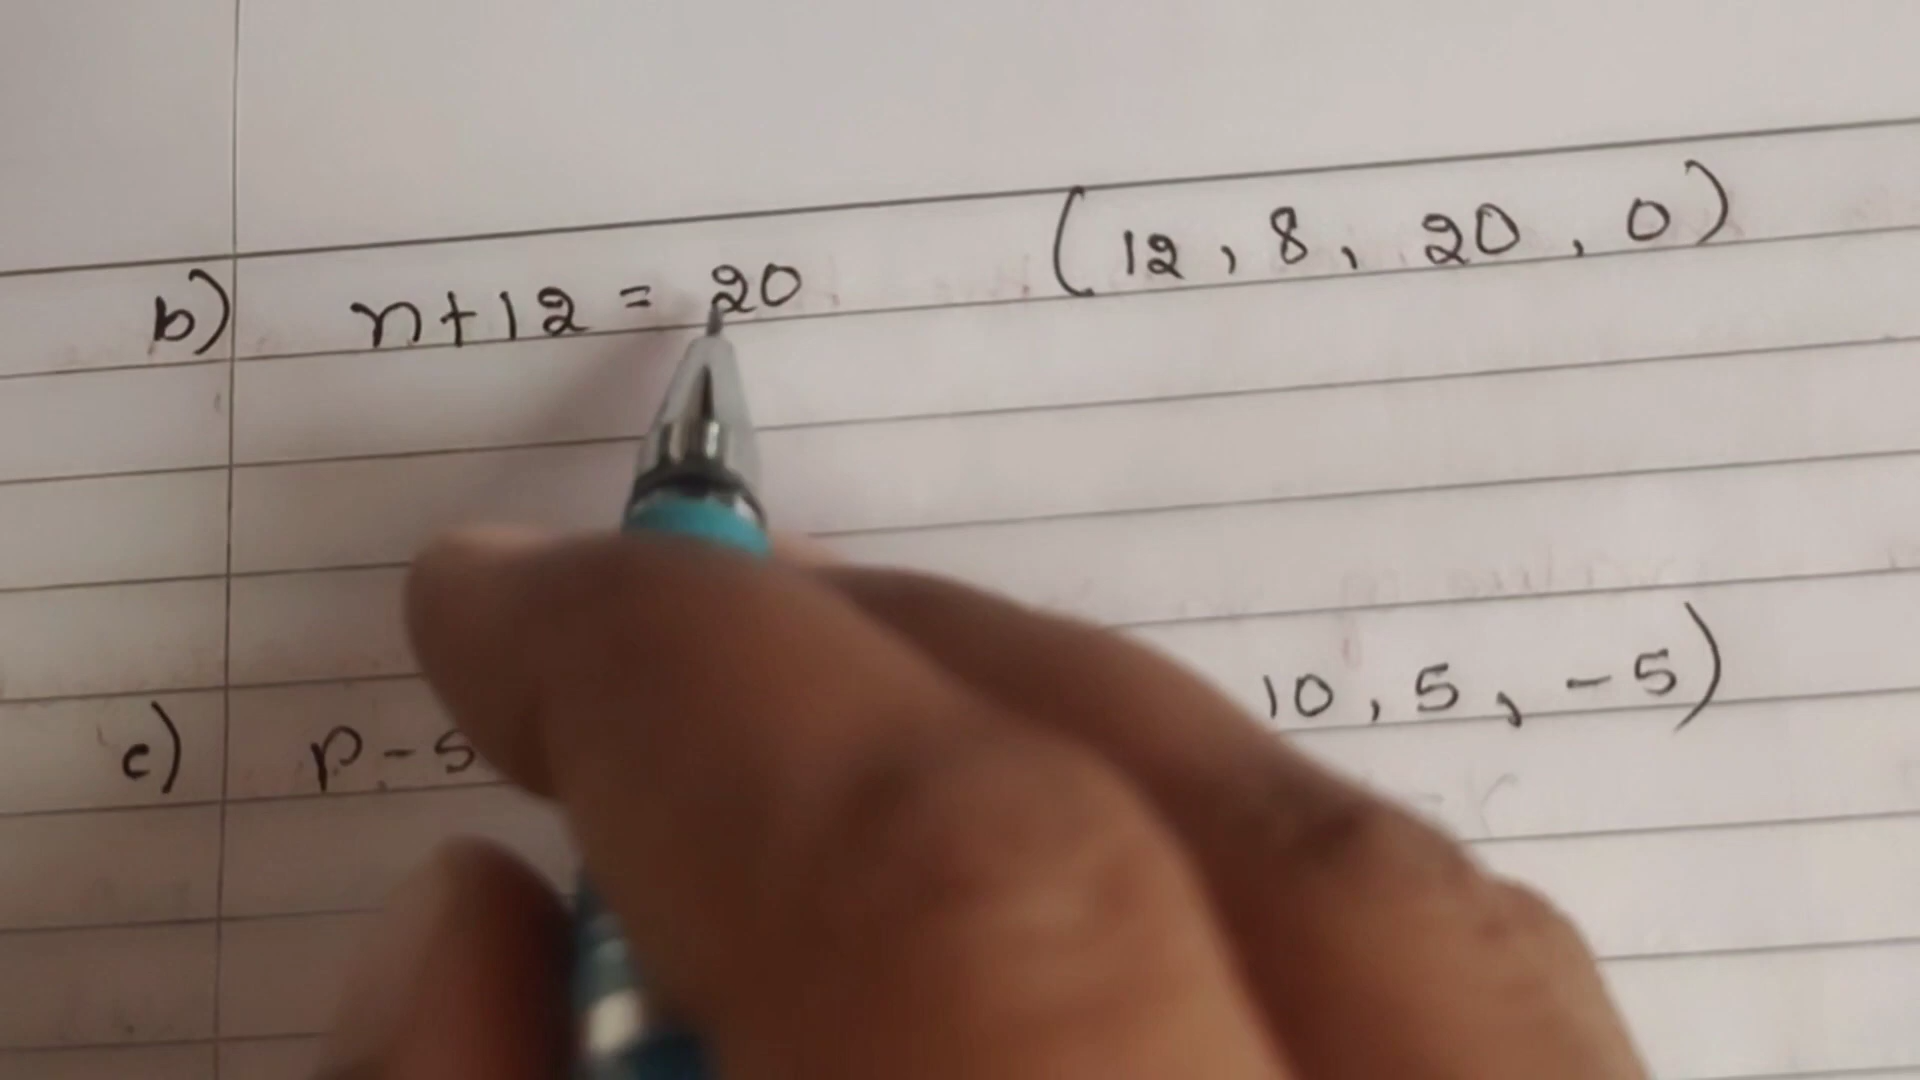 b) n+12 = 20 (12, 8, 20, 0)
c) p-5 10, 5, -5)